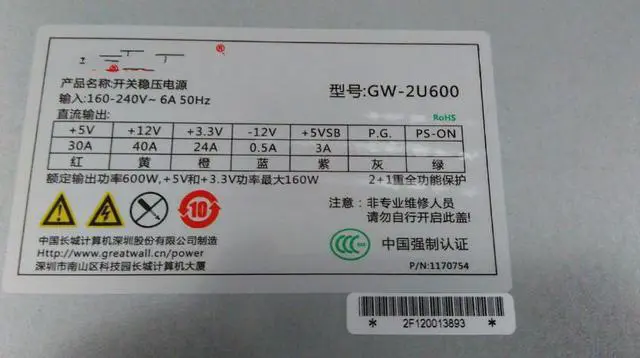 ®
产品名称:开关稳压电源
型号:GW-2U600
输入:160-240V~ 6A 50Hz
直流输出:
RoHS
+5V +12V +3.3V -12V +5VSB P.G. PS-ON
30A 40A 24A 0.5A 3A
红 黄 橙 蓝 紫 灰 绿
额定输出功率600W,+5V和+3.3V功率最大160W
2+1重全功能保护
注意:非专业维修人员
请勿自行开启此盖!
10
中国长城计算机深圳股份有限公司制造
Http://www.greatwall.cn/power
深圳市南山区科技园长城计算机大厦
CCC
中国强制认证
P/N:1170754
* 2F120013893 *